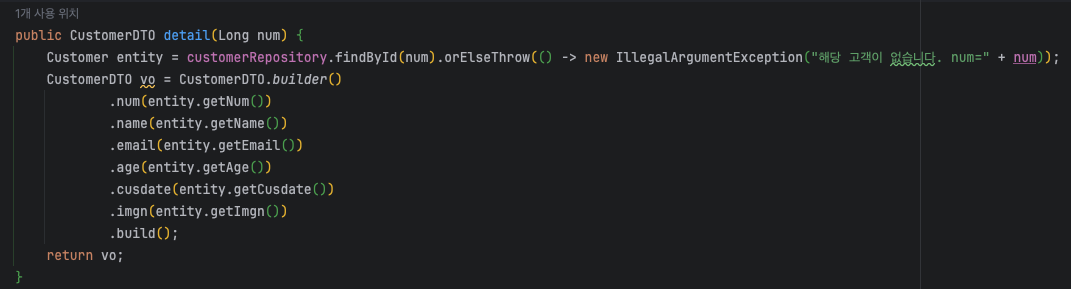 1개 사용 위치
public CustomerDTO detail(Long num) {
    Customer entity = customerRepository.findById(num).orElseThrow(() -> new IllegalArgumentException("해당 고객이 없습니다. num=" + num));
    CustomerDTO vo = CustomerDTO.builder()
            .num(entity.getNum())
            .name(entity.getName())
            .email(entity.getEmail())
            .age(entity.getAge())
            .cusdate(entity.getCusdate())
            .imgn(entity.getImgn())
            .build();
    return vo;
}